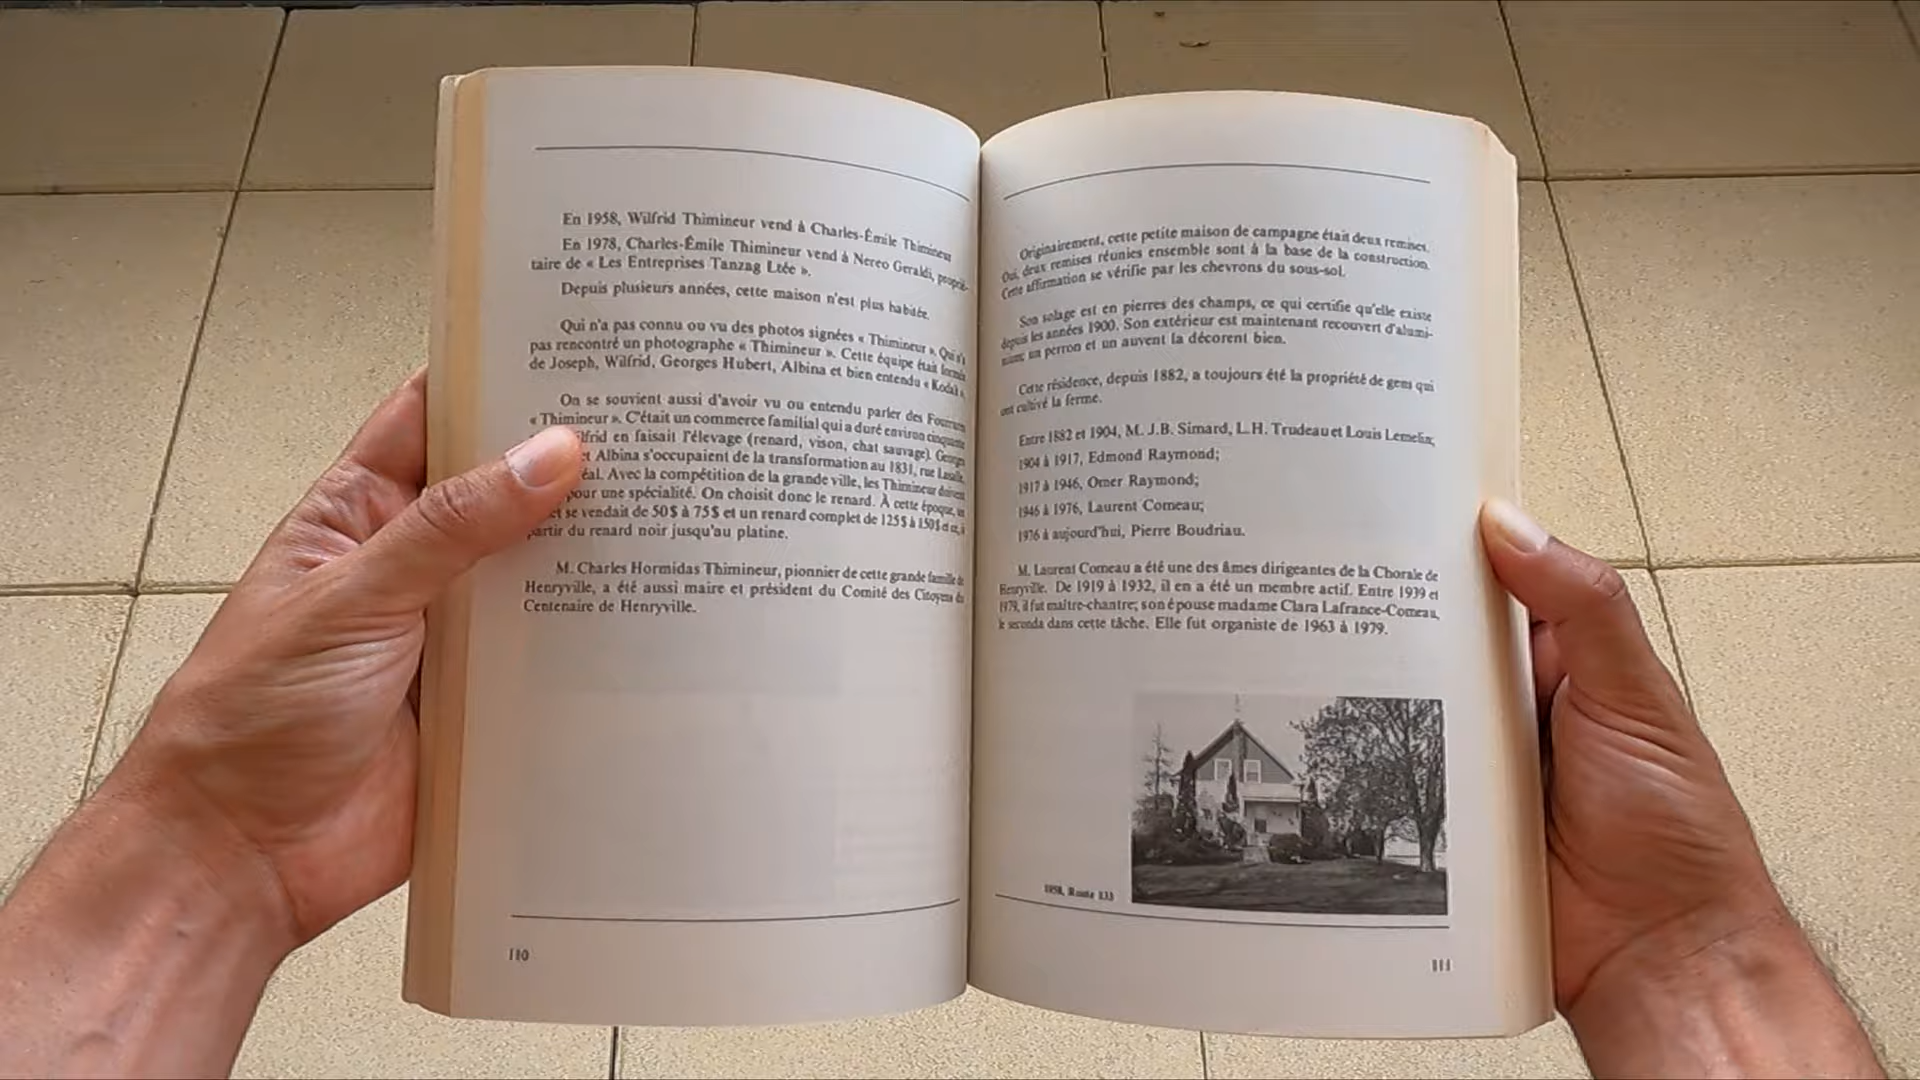 En 1958, Wilfrid Thimineur vend à Charles-Émile Thimineur
En 1978, Charles-Émile Thimineur vend à Nereo Geraldi, proprié-
taire de « Les Entreprises Tanzag Ltée ».
Depuis plusieurs années, cette maison n'est plus habitée.
Qui n'a pas connu ou vu des photos signées « Thimineur ». Qui n'a
pas rencontré un photographe « Thimineur ». Cette équipe était formée
de Joseph, Wilfrid, Georges Hubert, Albina et bien entendu « Kodak ».
On se souvient aussi d'avoir vu ou entendu parler des Fourrures
« Thimineur ». C'était un commerce familial qui a duré environ cinquante
lfrid en faisait l'élevage (renard, vison, chat sauvage). Georges
et Albina s'occupaient de la transformation au 1831, rue Lasalle,
éal. Avec la compétition de la grande ville, les Thimineur doivent
pour une spécialité. On choisit donc le renard. À cette époque, un
et se vendait de 50$ à 75$ et un renard complet de 125$ à 150$ et ce, à
partir du renard noir jusqu'au platine.
M. Charles Hormidas Thimineur, pionnier de cette grande famille de
Henryville, a été aussi maire et président du Comité des Citoyens du
Centenaire de Henryville.
110
Originairement, cette petite maison de campagne était deux remises.
Oui, deux remises réunies ensemble sont à la base de la construction.
Cette affirmation se vérifie par les chevrons du sous-sol.
Son solage est en pierres des champs, ce qui certifie qu'elle existe
depuis les années 1900. Son extérieur est maintenant recouvert d'alumi-
nium; un perron et un auvent la décorent bien.
Cette résidence, depuis 1882, a toujours été la propriété de gens qui
ont cultivé la ferme.
Entre 1882 et 1904, M. J.B. Simard, L.H. Trudeau et Louis Lemelin;
1904 à 1917, Edmond Raymond;
1917 à 1946, Omer Raymond;
1946 à 1976, Laurent Comeau;
1976 à aujourd'hui, Pierre Boudriau.
M. Laurent Comeau a été une des âmes dirigeantes de la Chorale de
Henryville. De 1919 à 1932, il en a été un membre actif. Entre 1939 et
1979, il fut maître-chantre; son épouse madame Clara Lafrance-Comeau,
le seconda dans cette tâche. Elle fut organiste de 1963 à 1979.
Route 133
111